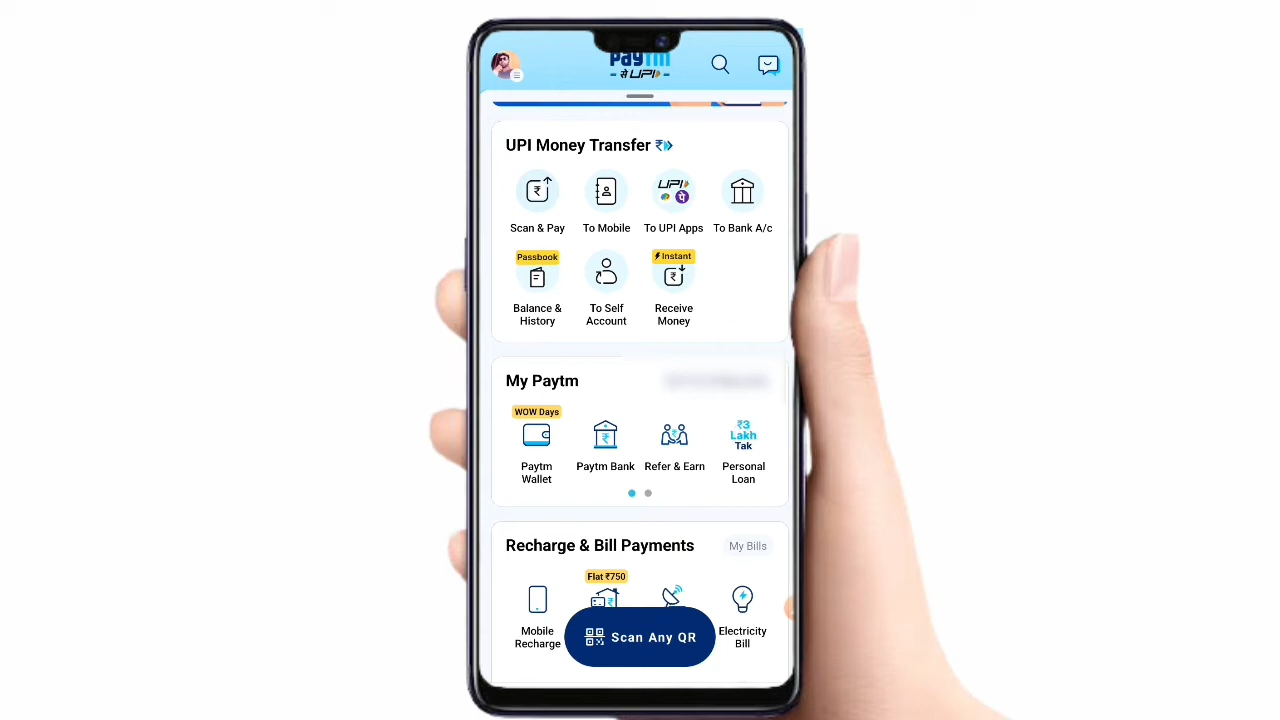 paytm
से UPI
UPI Money Transfer ₹
Scan & Pay
To Mobile
UPI
पे
To UPI Apps
To Bank A/c
Passbook
Balance &
History
To Self
Account
Instant
Receive
Money
My Paytm
WOW Days
Paytm
Wallet
Paytm Bank
Refer & Earn
₹3
Lakh
Tak
Personal
Loan
Recharge & Bill Payments
My Bills
Mobile
Recharge
Flat ₹750
Electricity
Bill
Scan Any QR